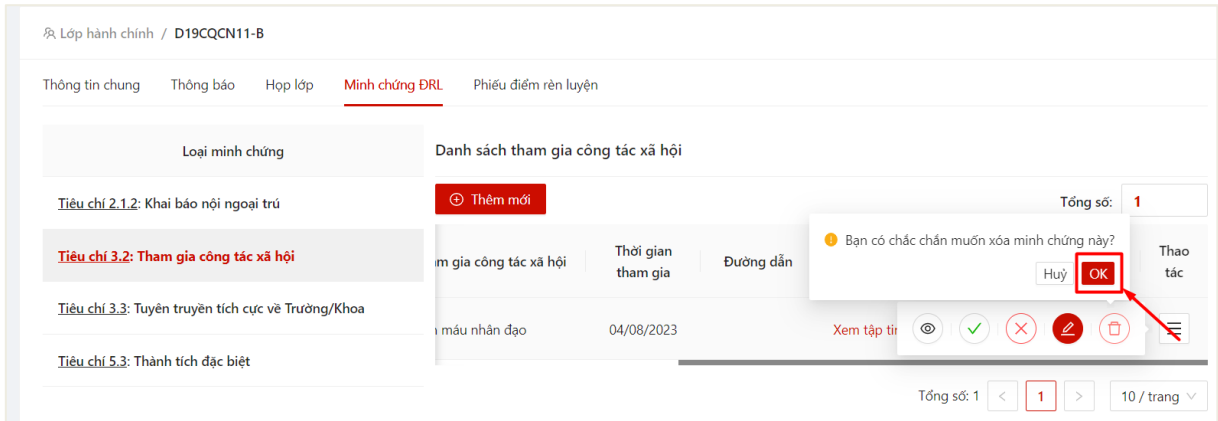 Lớp hành chính / D19CQCN11-B
Thông tin chung Thông báo Họp lớp Minh chứng ĐRL Phiếu điểm rèn luyện
Loại minh chứng
Tiêu chí 2.1.2: Khai báo nội ngoại trú
Tiêu chí 3.2: Tham gia công tác xã hội
Tiêu chí 3.3: Tuyên truyền tích cực về Trường/Khoa
Tiêu chí 5.3: Thành tích đặc biệt
Danh sách tham gia công tác xã hội
Thêm mới
Tổng số: 1
Bạn có chắc chắn muốn xóa minh chứng này?
Huỷ OK
gia công tác xã hội
Thời gian
tham gia
Đường dẫn
Thao
tác
máu nhân đạo 04/08/2023 Xem tập tin
Tổng số: 1 < 1 > 10 / trang